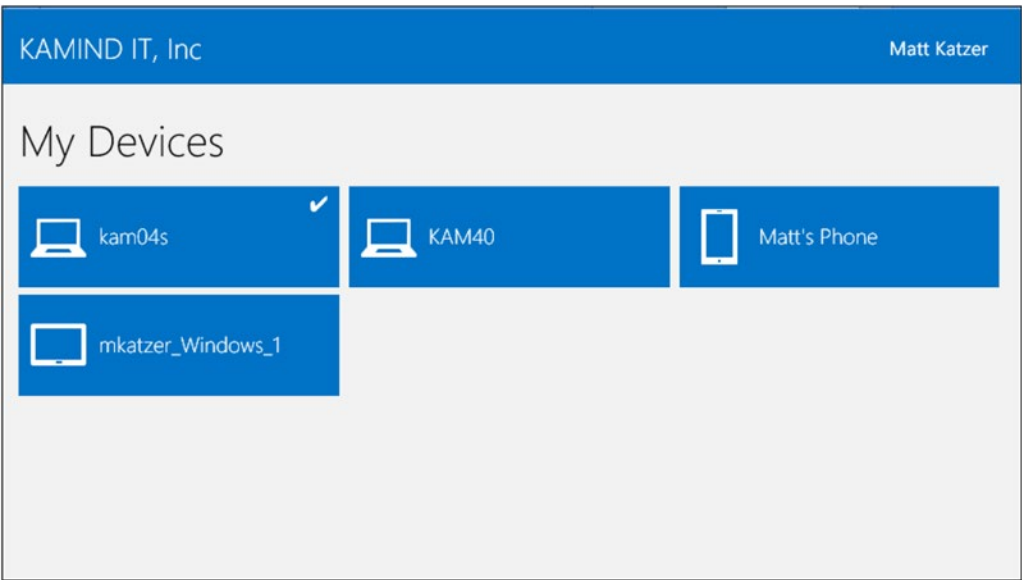 KAMIND IT, Inc
Matt Katzer
My Devices
kam04s
KAM40
Matt's Phone
mkatzer_Windows_1